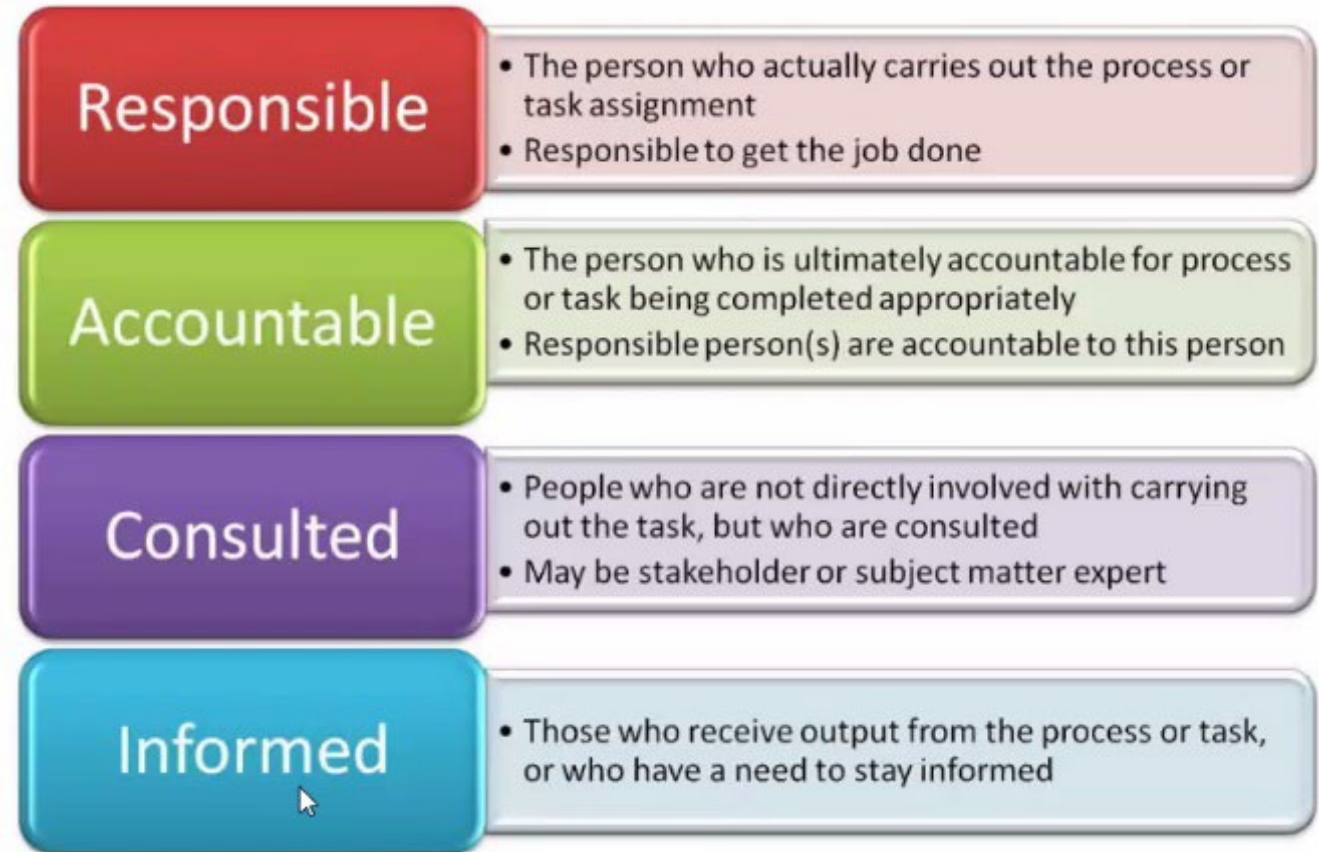 Responsible
• The person who actually carries out the process or
task assignment
• Responsible to get the job done
Accountable
• The person who is ultimately accountable for process
or task being completed appropriately
• Responsible person(s) are accountable to this person
Consulted
• People who are not directly involved with carrying
out the task, but who are consulted
• May be stakeholder or subject matter expert
Informed
• Those who receive output from the process or task,
or who have a need to stay informed